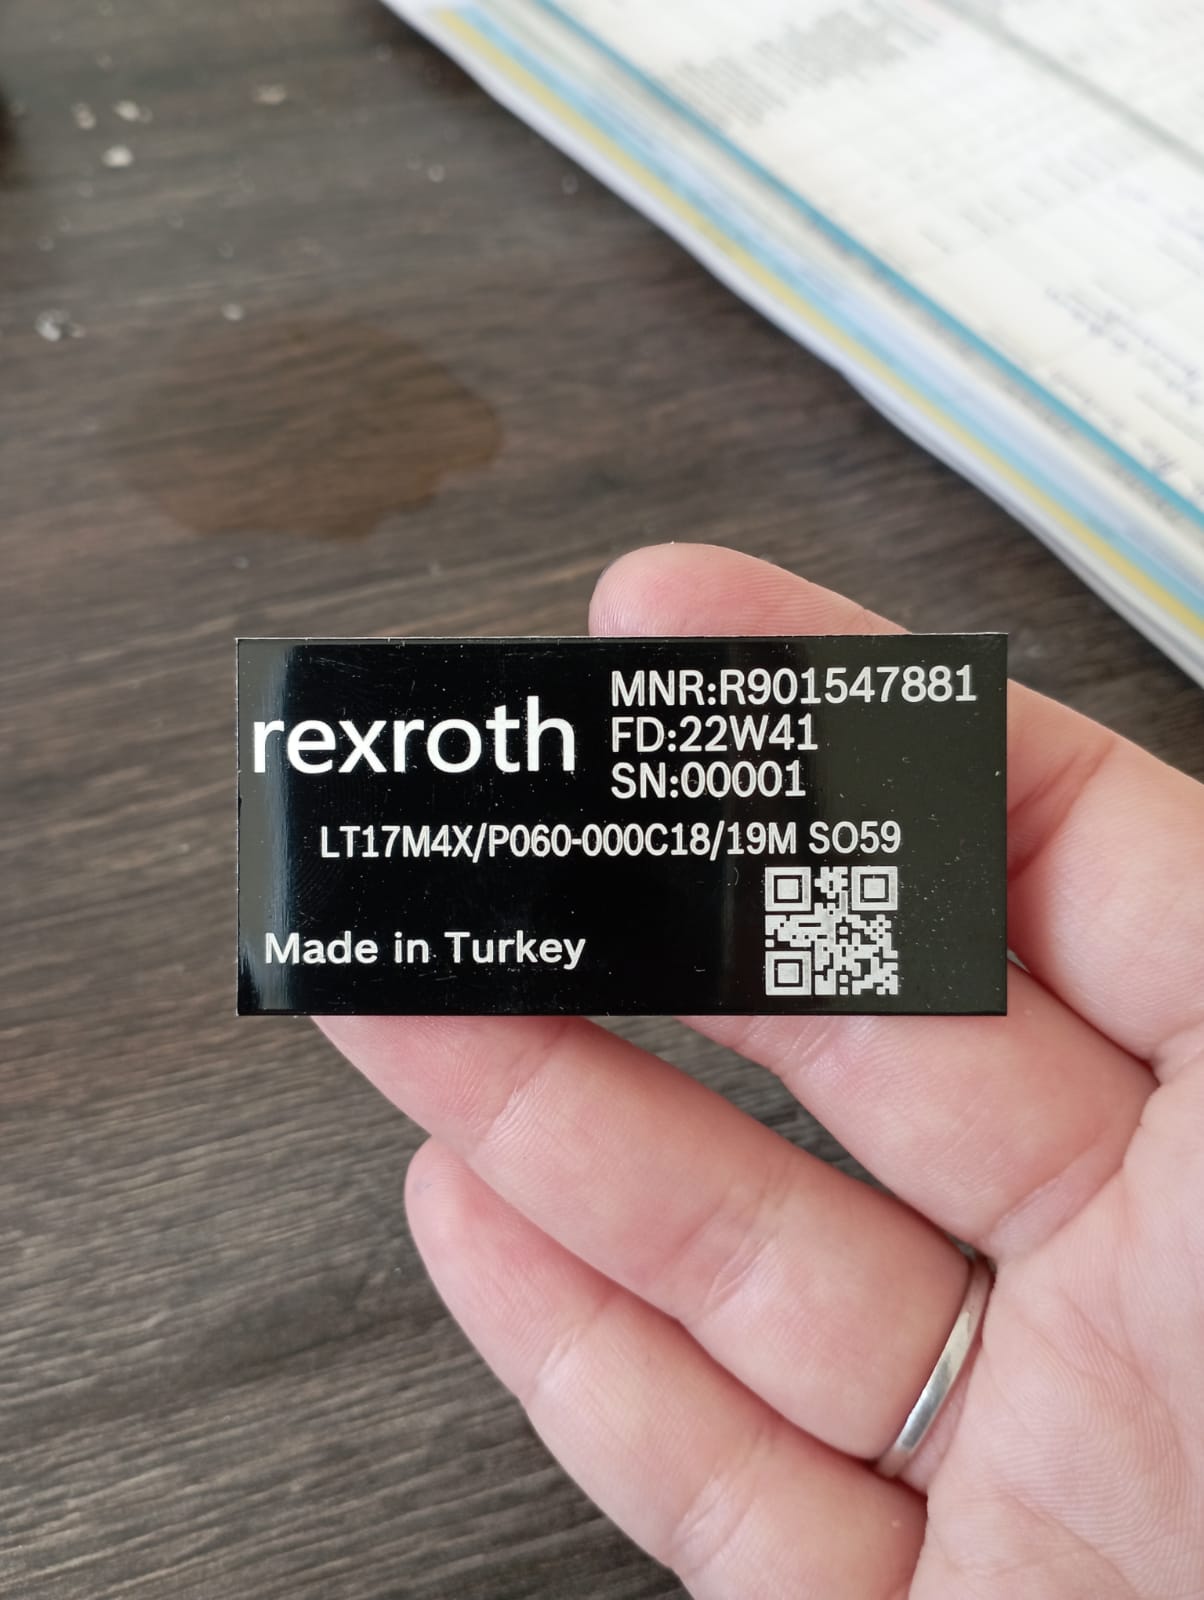 rexroth
MNR:R901547881
FD:22W41
SN:00001
LT17M4X/P060-000C18/19M SO59
Made in Turkey